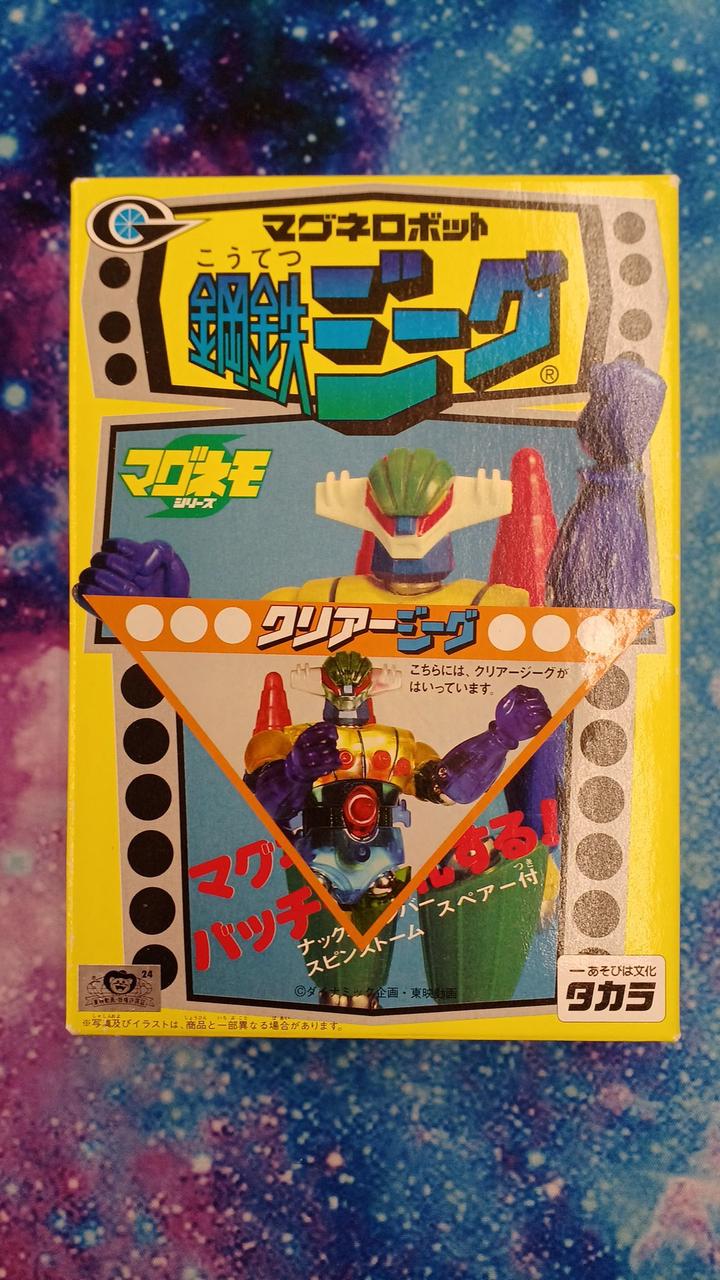 マグネロボット
こうてつ
鋼鉄ジーグ
®
マグネモ
シリーズ
クリアージーグ
こちらには、クリアージーグが
はいっています。
マグ
する!
バッチ
つき
ナック
バースペアー付
スピンストーム
©ダイナミック企画・東映動画
24
ー あそびは文化
タカラ
※写真及びイラストは、商品と一部異なる場合があります。